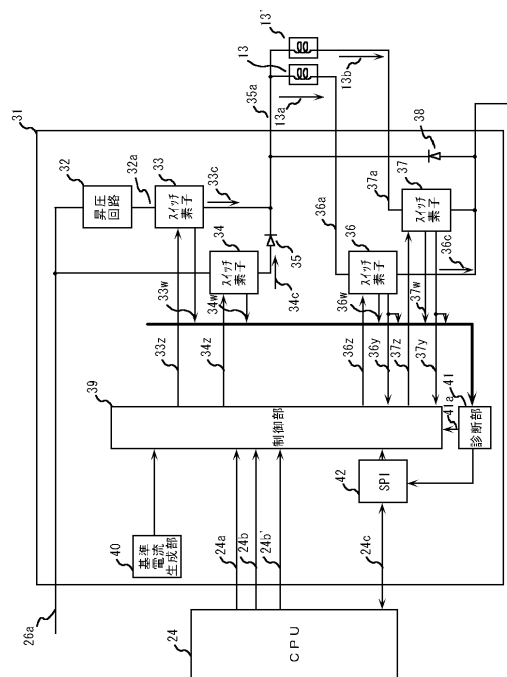 26a
31
24
CPU
40
基準
電流
生成部
39
制御部
32
昇圧
回路
32a
33
スイッチ
素子
33c
33z
33w
34
スイッチ
素子
34z
34w
34c
35
35a
13
13'
13a
13b
24a
24b
24b'
24c
42
SPI
41
診断部
41a
36
スイッチ
素子
36a
36z
36y
36w
36c
37
スイッチ
素子
37a
37z
37y
37w
38